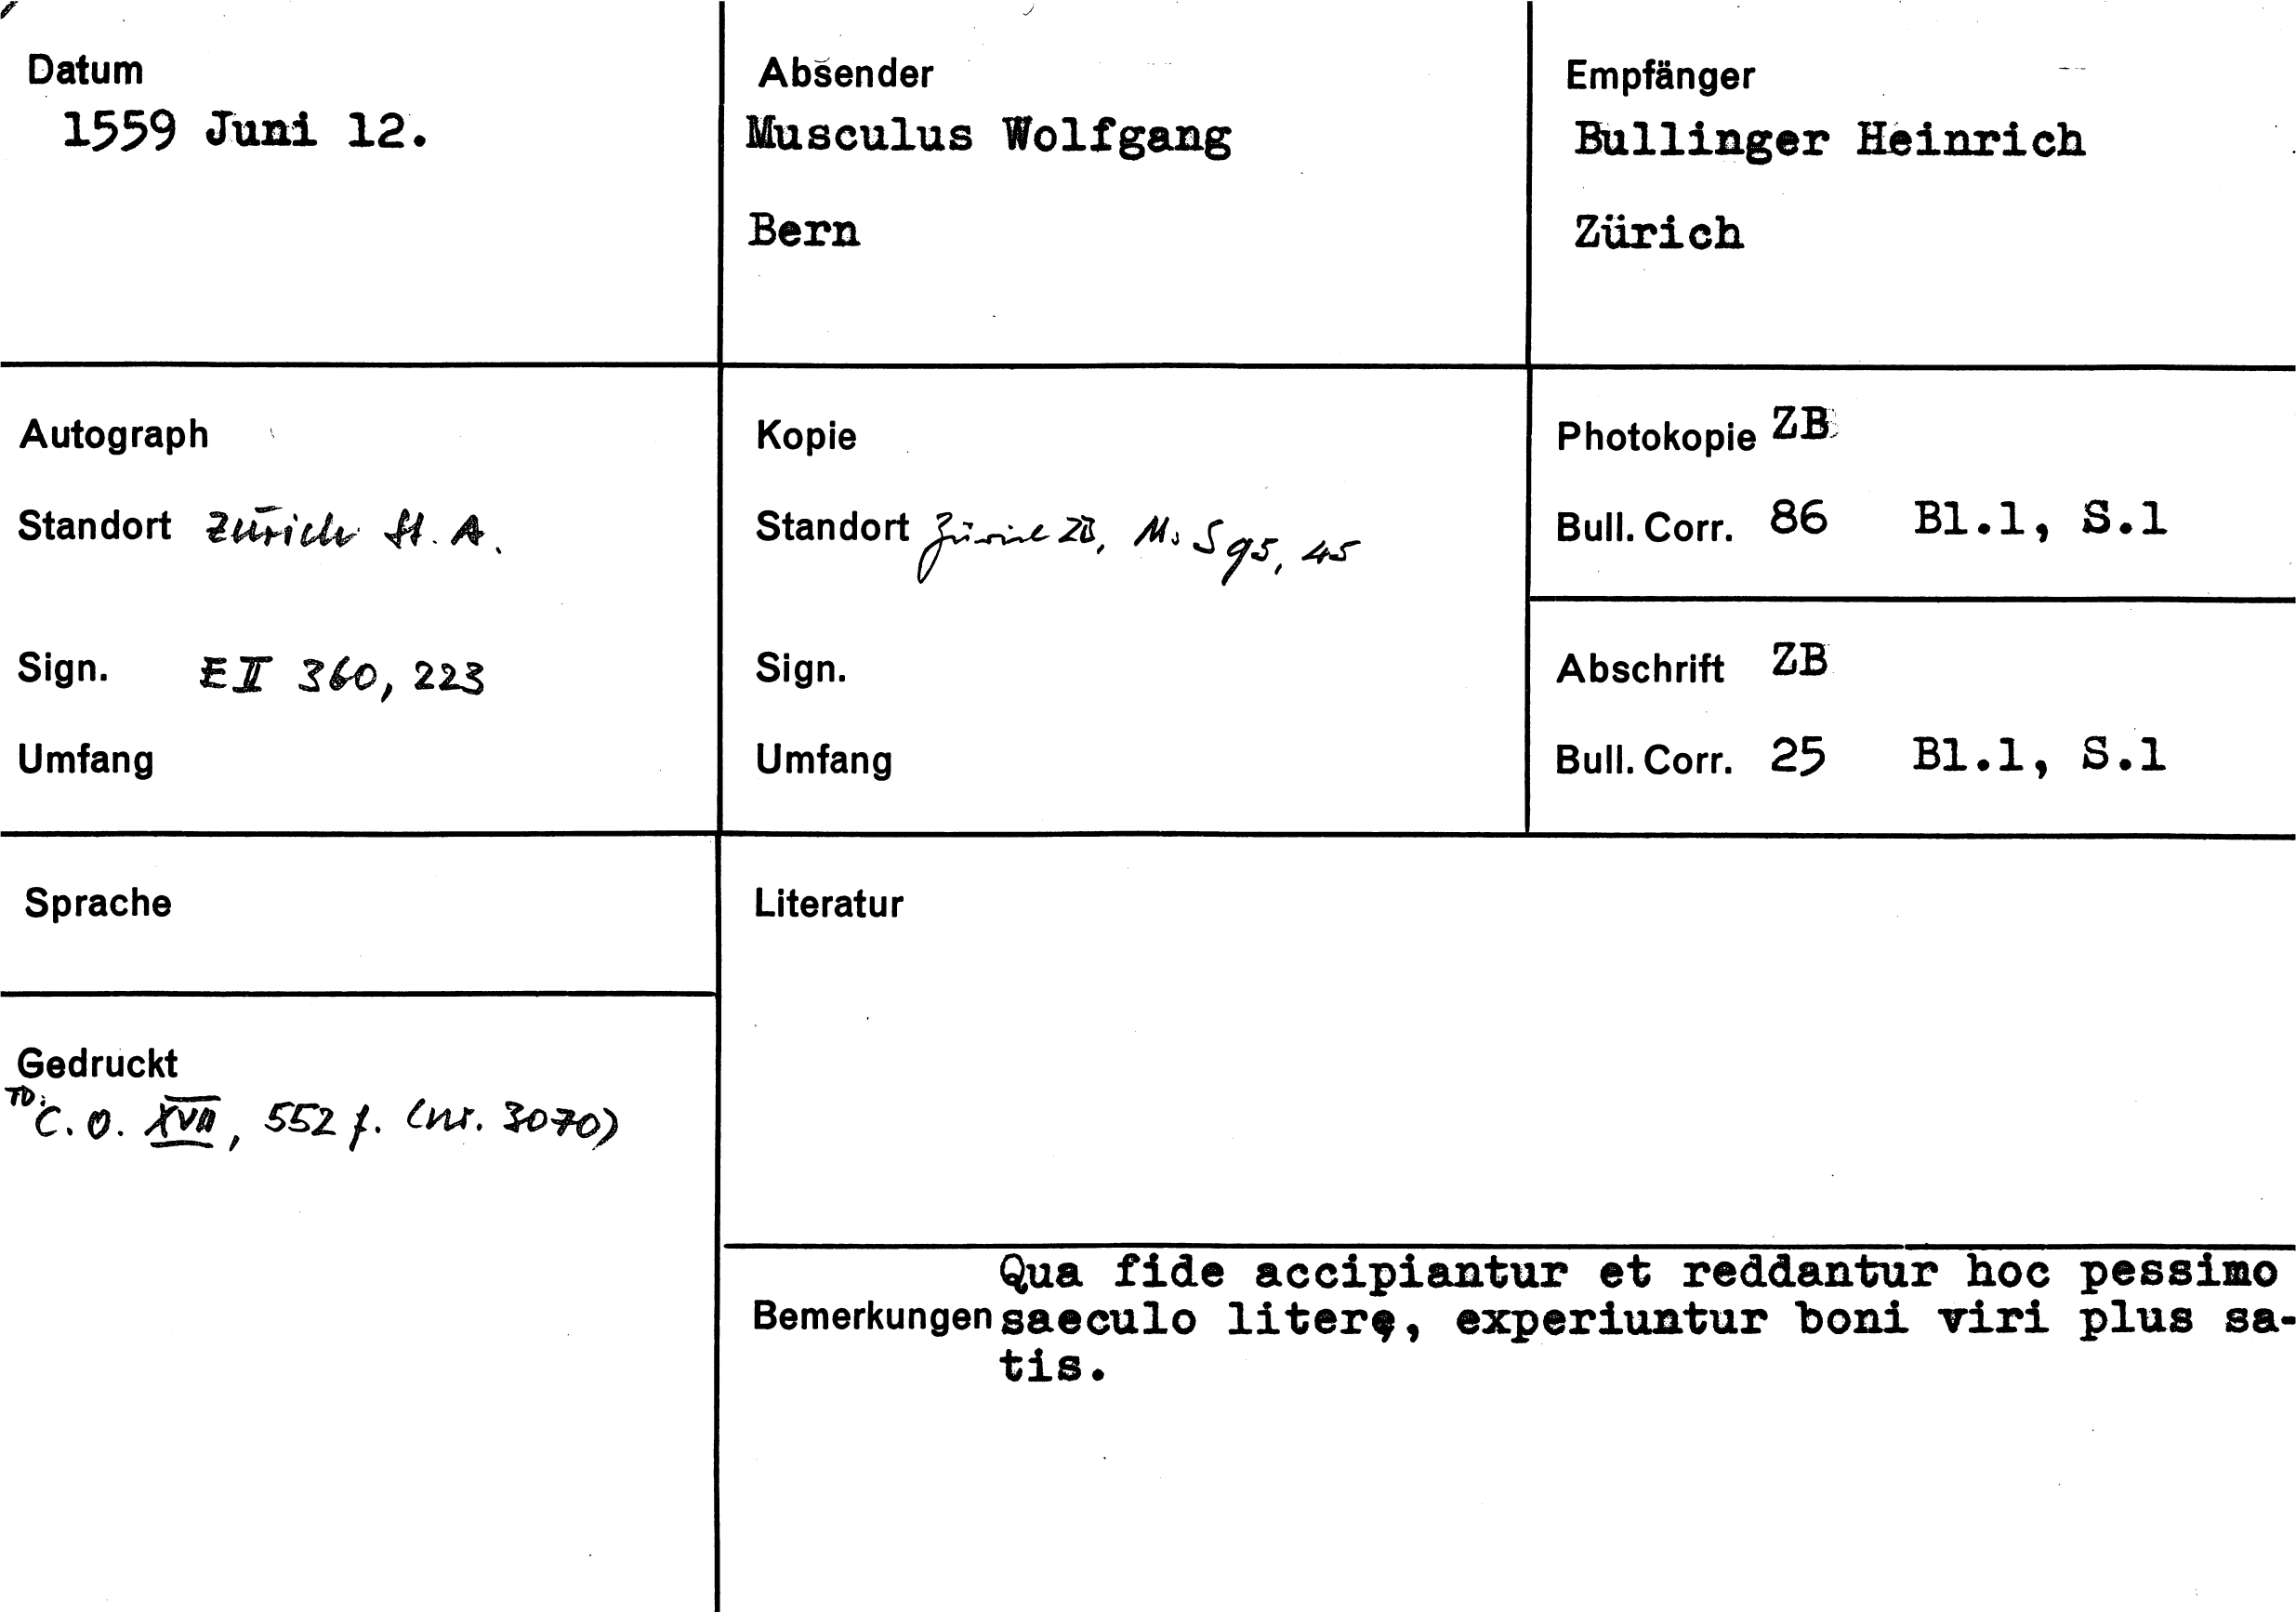 Datum
1559 Juni 12.
Absender
Musculus Wolfgang
Bern
Empfänger
Bullinger Heinrich
Zürich
Autograph
Standort Zürich St. A.
Sign. E II 360, 223
Umfang
Kopie
Standort Zürich ZB, Ms S 95, 45
Sign.
Umfang
Photokopie ZB
Bull. Corr. 86 Bl.1, S.1
Abschrift ZB
Bull. Corr. 25 Bl.1, S.1
Sprache
Gedruckt
TD: C. O. XVII, 552 f. (nr. 3070)
Literatur
Qua fide accipiantur et reddantur hoc pessimo
Bemerkungen saeculo literę, experiuntur boni viri plus sa-
tis.